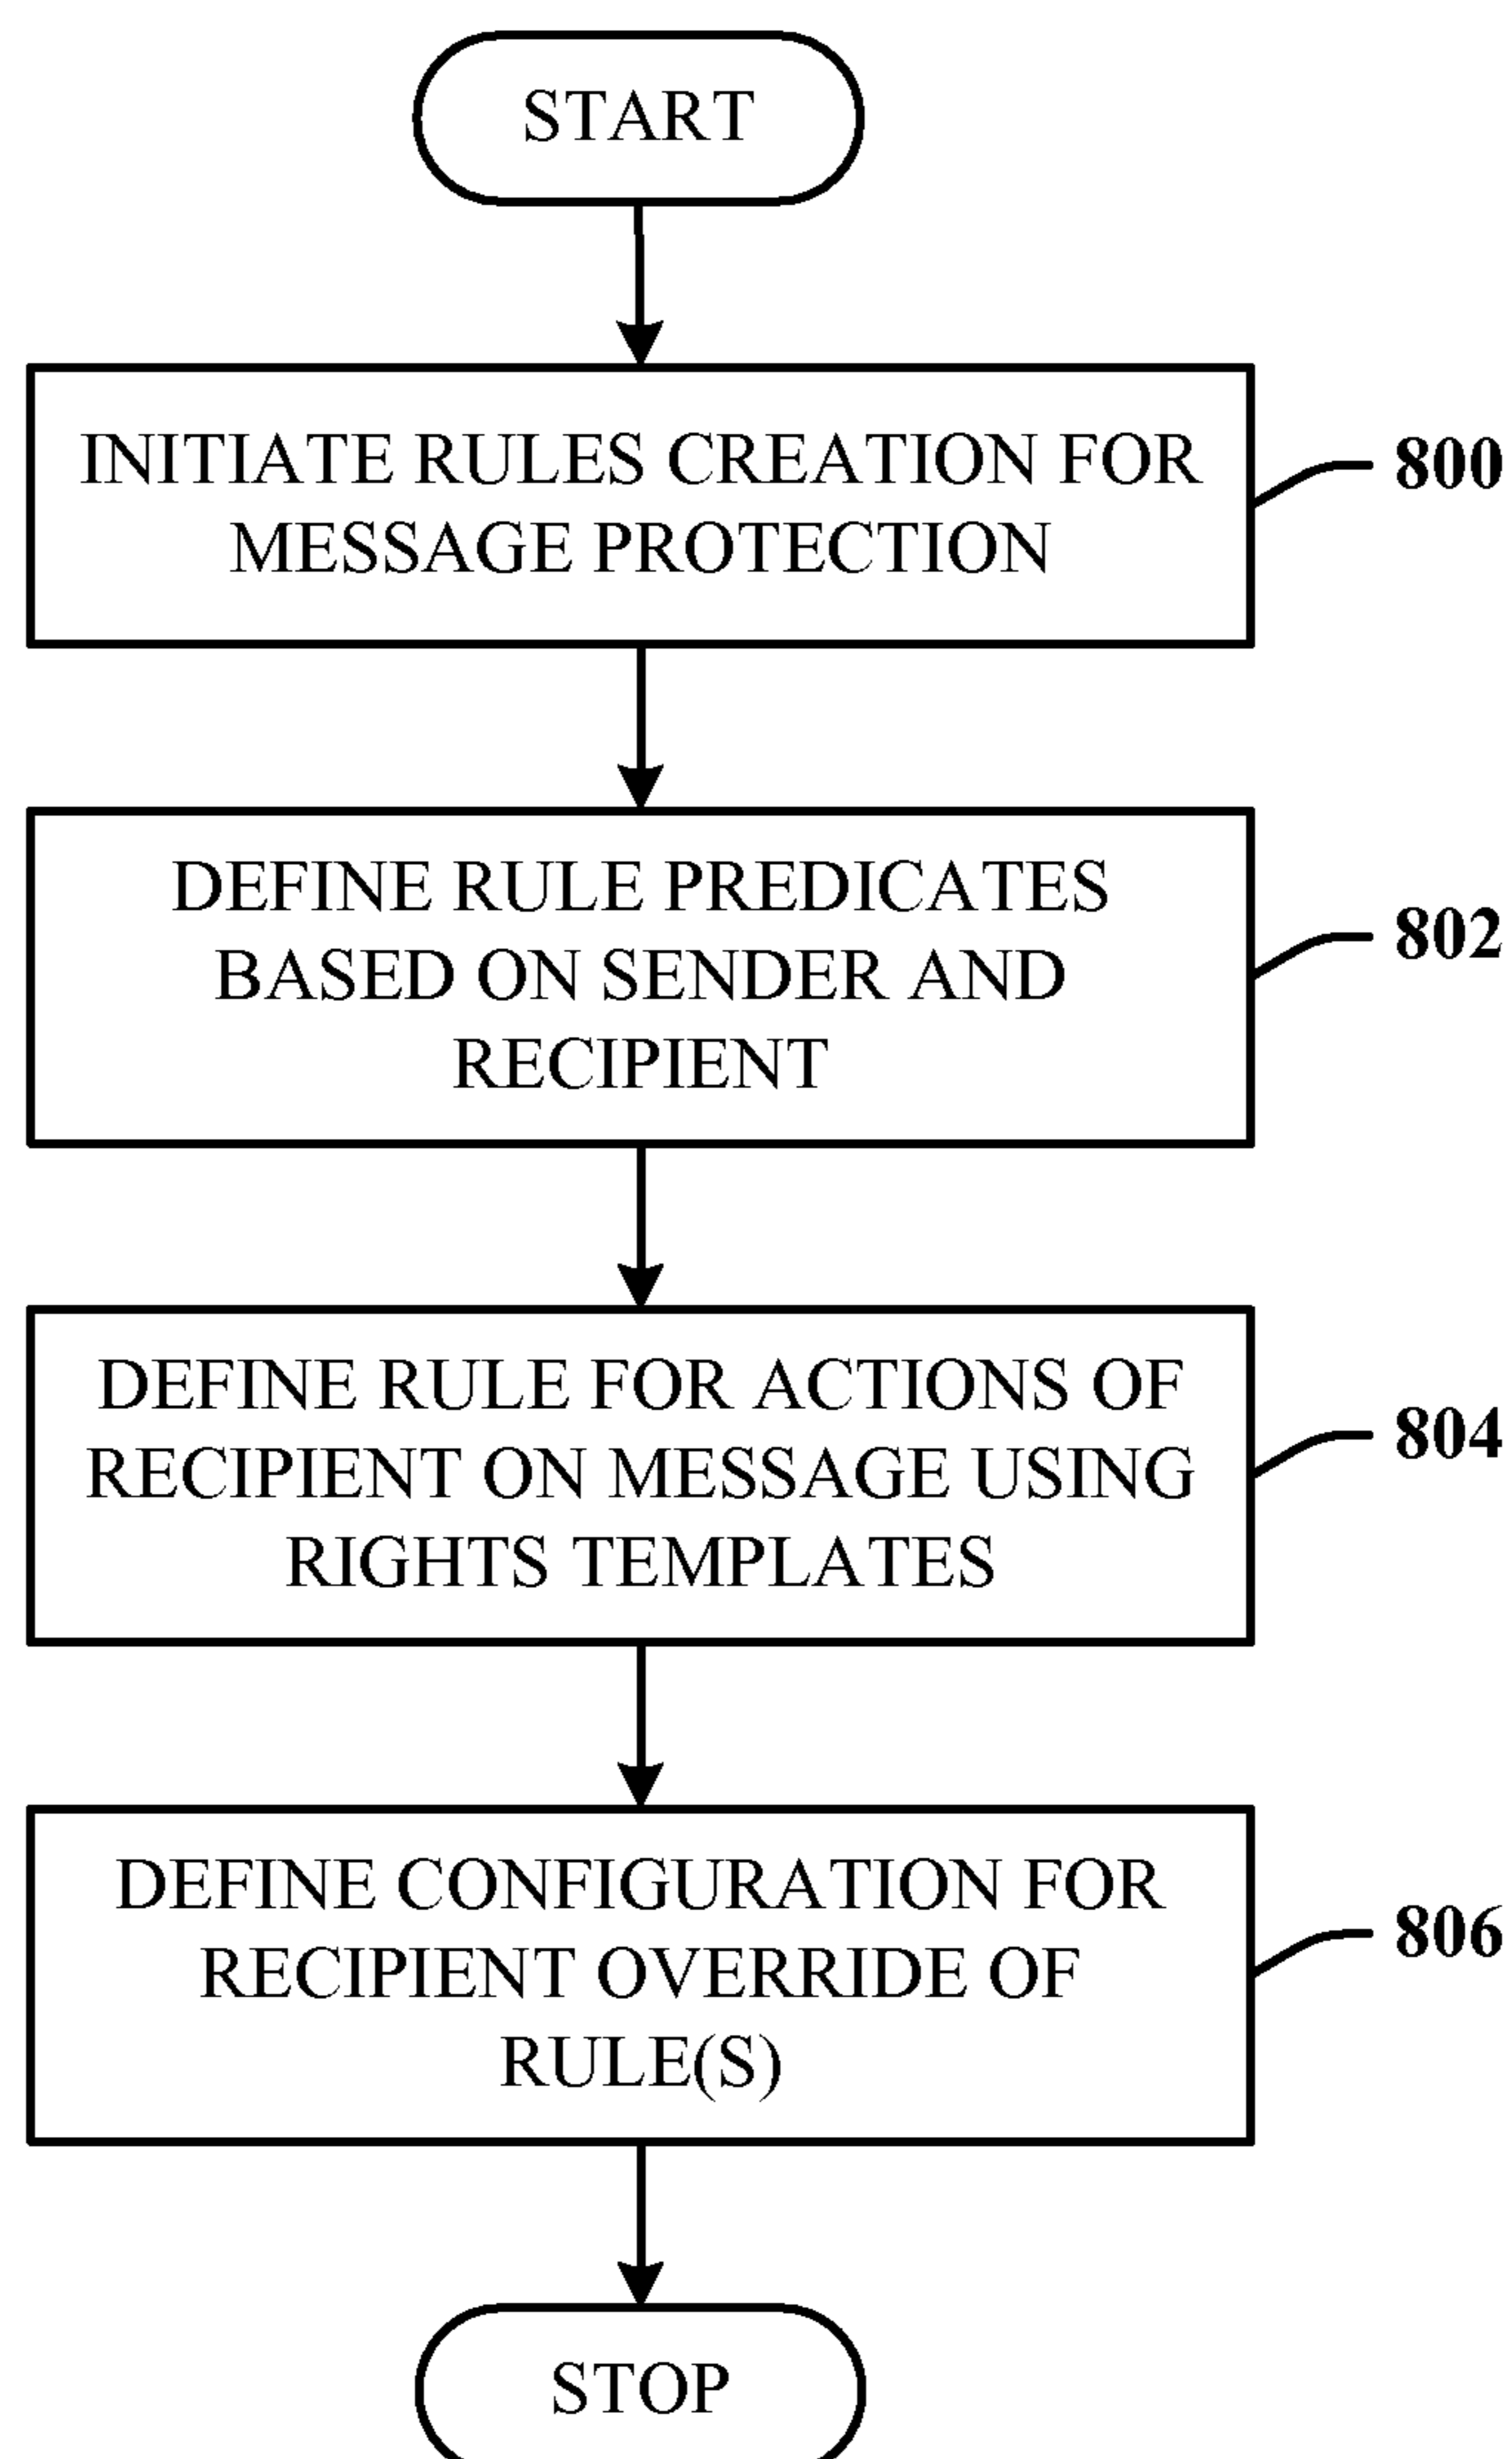 START
INITIATE RULES CREATION FOR
MESSAGE PROTECTION
800
DEFINE RULE PREDICATES
BASED ON SENDER AND
RECIPIENT
802
DEFINE RULE FOR ACTIONS OF
RECIPIENT ON MESSAGE USING
RIGHTS TEMPLATES
804
DEFINE CONFIGURATION FOR
RECIPIENT OVERRIDE OF
RULE(S)
806
STOP